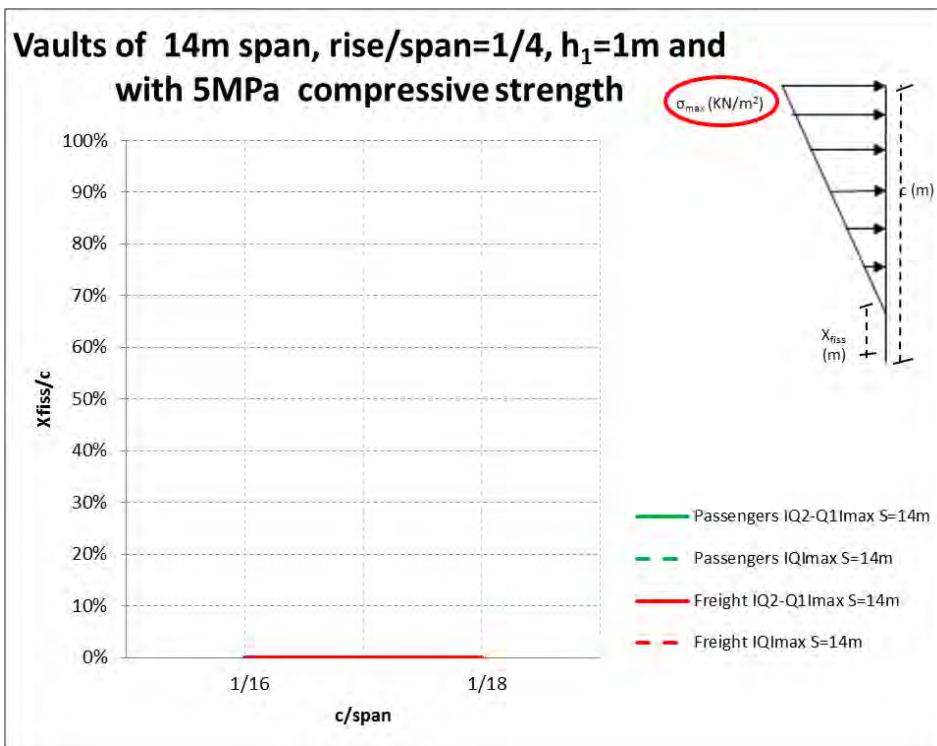 Vaults of 14m span, rise/span=1/4, h₁=1m and
with 5MPa compressive strength
σmax (KN/m²)
c (m)
Xfiss
(m)
100%
90%
80%
70%
60%
50%
40%
30%
20%
10%
0%
Xfiss/c
1/16
1/18
c/span
Passengers IQ2-Q1Imax S=14m
Passengers IQImax S=14m
Freight IQ2-Q1Imax S=14m
Freight IQImax S=14m